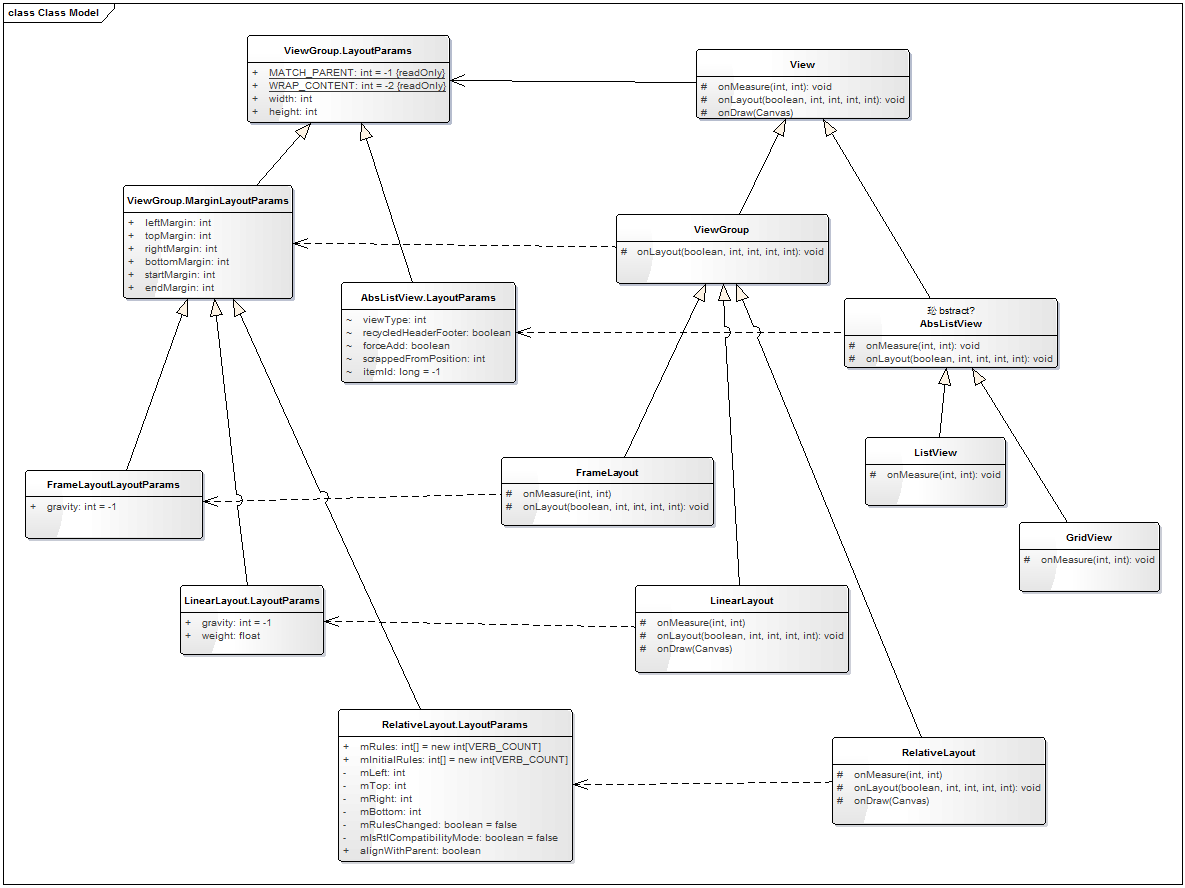 class Class Model
ViewGroup.LayoutParams
+ MATCH_PARENT: int = -1 {readOnly}
+ WRAP_CONTENT: int = -2 {readOnly}
+ width: int
+ height: int
View
# onMeasure(int, int): void
# onLayout(boolean, int, int, int, int): void
# onDraw(Canvas)
ViewGroup.MarginLayoutParams
+ leftMargin: int
+ topMargin: int
+ rightMargin: int
+ bottomMargin: int
+ startMargin: int
+ endMargin: int
ViewGroup
# onLayout(boolean, int, int, int, int): void
AbsListView.LayoutParams
~ viewType: int
~ recycledHeaderFooter: boolean
~ forceAdd: boolean
~ scrappedFromPosition: int
~ itemId: long = -1
bstract?
AbsListView
# onMeasure(int, int): void
# onLayout(boolean, int, int, int, int): void
ListView
# onMeasure(int, int): void
FrameLayoutLayoutParams
+ gravity: int = -1
FrameLayout
# onMeasure(int, int)
# onLayout(boolean, int, int, int, int): void
GridView
# onMeasure(int, int): void
LinearLayout.LayoutParams
+ gravity: int = -1
+ weight: float
LinearLayout
# onMeasure(int, int)
# onLayout(boolean, int, int, int, int): void
# onDraw(Canvas)
RelativeLayout.LayoutParams
+ mRules: int[] = new int[VERB_COUNT]
+ mInitialRules: int[] = new int[VERB_COUNT]
- mLeft: int
- mTop: int
- mRight: int
- mBottom: int
- mRulesChanged: boolean = false
- mIsRtlCompatibilityMode: boolean = false
+ alignWithParent: boolean
RelativeLayout
# onMeasure(int, int)
# onLayout(boolean, int, int, int, int): void
# onDraw(Canvas)